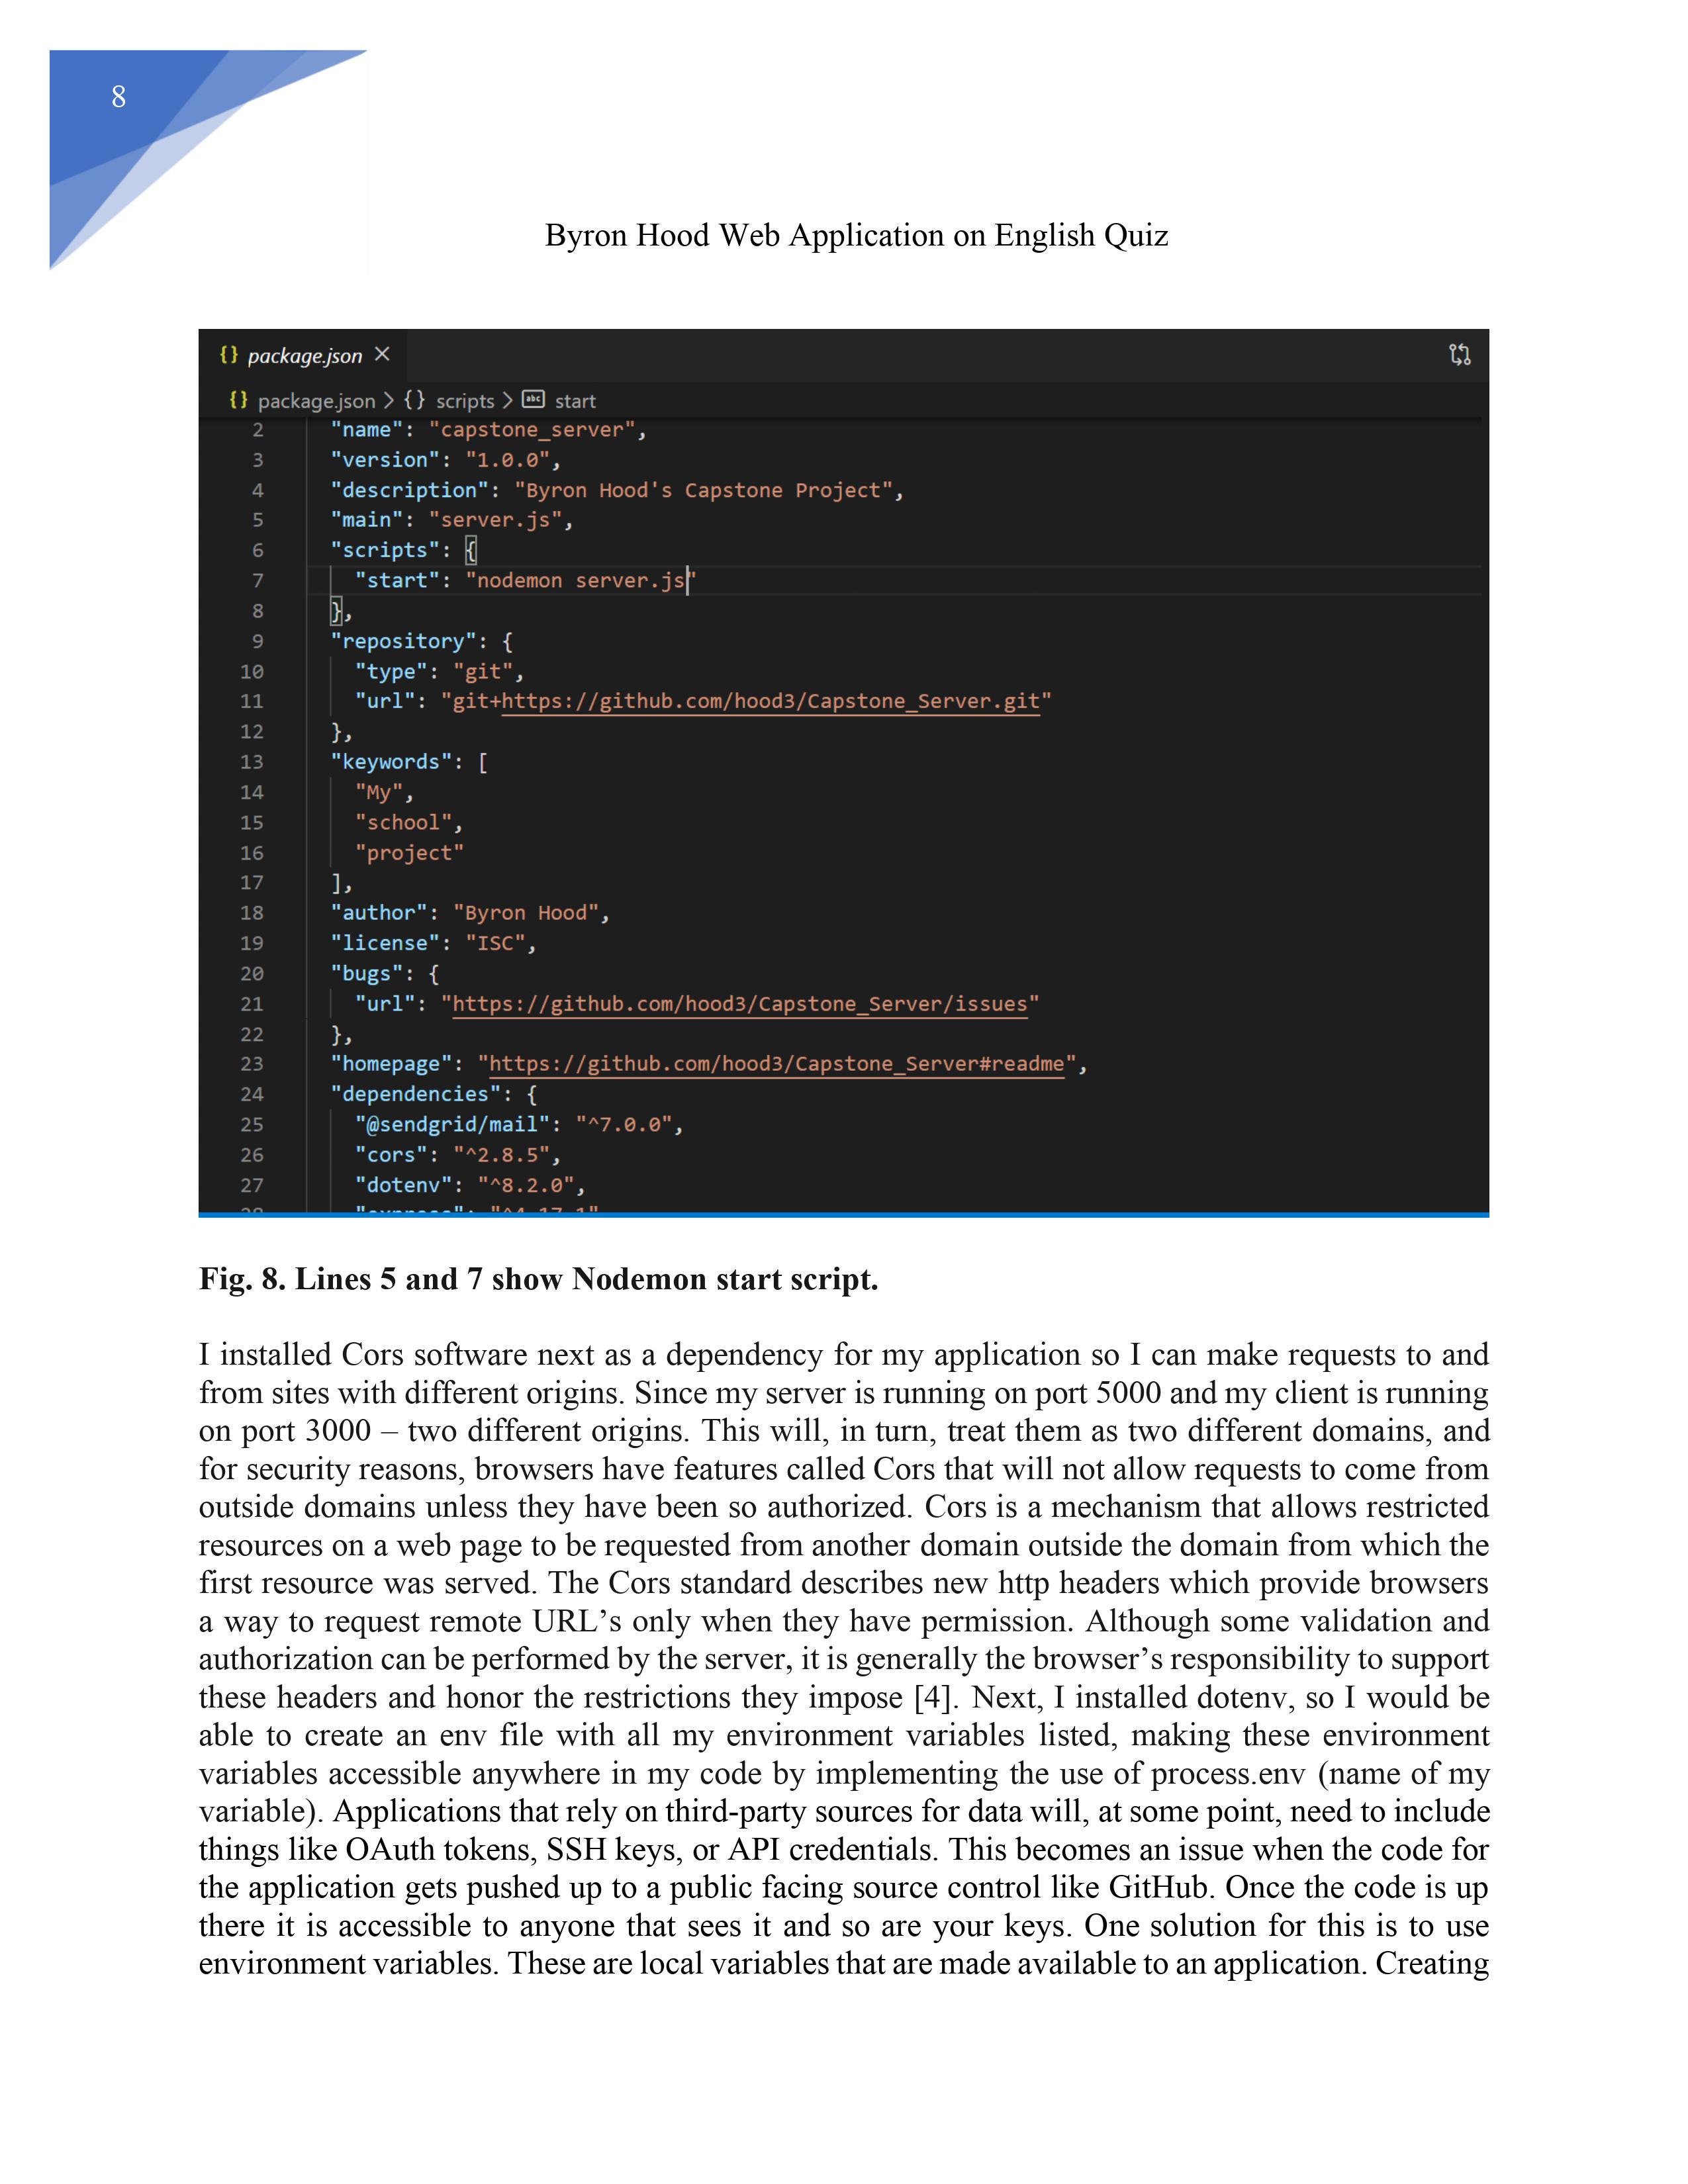 8
Byron Hood Web Application on English Quiz
{} package.json ×
{} package.json > {} scripts > abc start
2 "name": "capstone_server",
3 "version": "1.0.0",
4 "description": "Byron Hood's Capstone Project",
5 "main": "server.js",
6 "scripts": {
7 "start": "nodemon server.js"
8 },
9 "repository": {
10 "type": "git",
11 "url": "git+https://github.com/hood3/Capstone_Server.git"
12 },
13 "keywords": [
14 "My",
15 "school",
16 "project"
17 ],
18 "author": "Byron Hood",
19 "license": "ISC",
20 "bugs": {
21 "url": "https://github.com/hood3/Capstone_Server/issues"
22 },
23 "homepage": "https://github.com/hood3/Capstone_Server#readme",
24 "dependencies": {
25 "@sendgrid/mail": "^7.0.0",
26 "cors": "^2.8.5",
27 "dotenv": "^8.2.0",
Fig. 8. Lines 5 and 7 show Nodemon start script.
I installed Cors software next as a dependency for my application so I can make requests to and
from sites with different origins. Since my server is running on port 5000 and my client is running
on port 3000 – two different origins. This will, in turn, treat them as two different domains, and
for security reasons, browsers have features called Cors that will not allow requests to come from
outside domains unless they have been so authorized. Cors is a mechanism that allows restricted
resources on a web page to be requested from another domain outside the domain from which the
first resource was served. The Cors standard describes new http headers which provide browsers
a way to request remote URL’s only when they have permission. Although some validation and
authorization can be performed by the server, it is generally the browser’s responsibility to support
these headers and honor the restrictions they impose [4]. Next, I installed dotenv, so I would be
able to create an env file with all my environment variables listed, making these environment
variables accessible anywhere in my code by implementing the use of process.env (name of my
variable). Applications that rely on third-party sources for data will, at some point, need to include
things like OAuth tokens, SSH keys, or API credentials. This becomes an issue when the code for
the application gets pushed up to a public facing source control like GitHub. Once the code is up
there it is accessible to anyone that sees it and so are your keys. One solution for this is to use
environment variables. These are local variables that are made available to an application. Creating